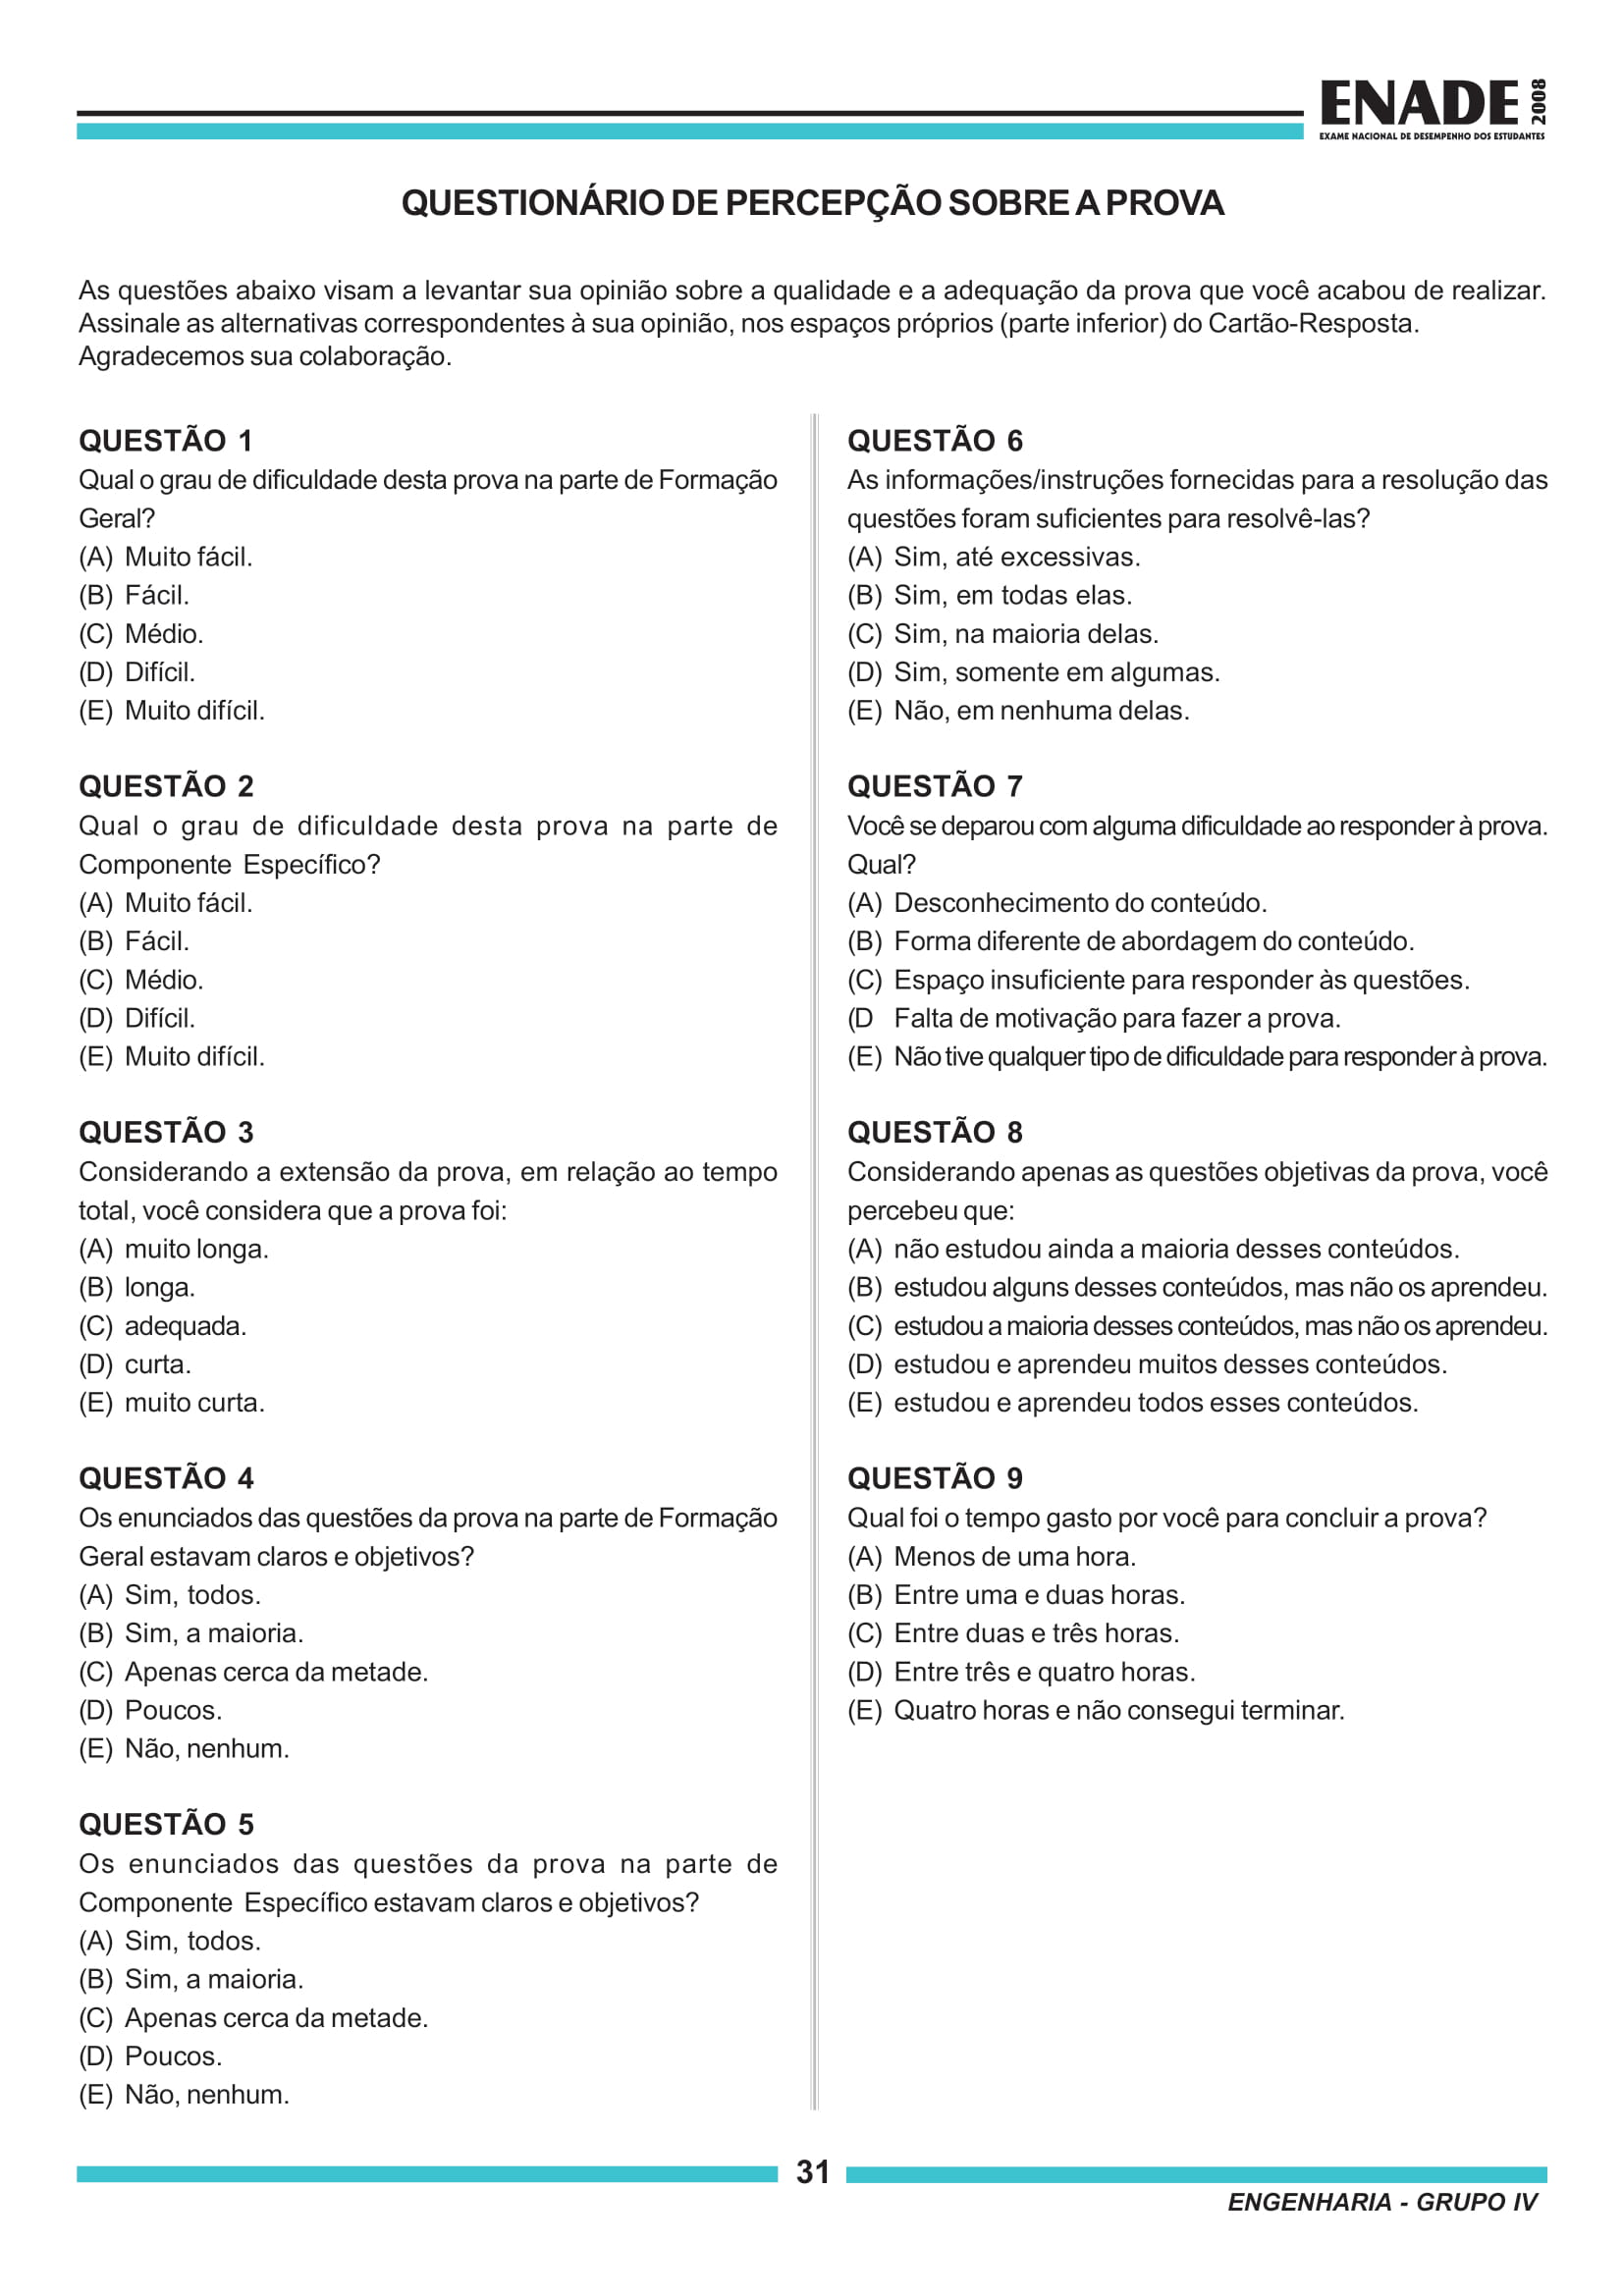 ENADE 2008
EXAME NACIONAL DE DESEMPENHO DOS ESTUDANTES
QUESTIONÁRIO DE PERCEPÇÃO SOBRE A PROVA
As questões abaixo visam a levantar sua opinião sobre a qualidade e a adequação da prova que você acabou de realizar.
Assinale as alternativas correspondentes à sua opinião, nos espaços próprios (parte inferior) do Cartão-Resposta.
Agradecemos sua colaboração.
QUESTÃO 1
Qual o grau de dificuldade desta prova na parte de Formação
Geral?
(A) Muito fácil.
(B) Fácil.
(C) Médio.
(D) Difícil.
(E) Muito difícil.
QUESTÃO 2
Qual o grau de dificuldade desta prova na parte de
Componente Específico?
(A) Muito fácil.
(B) Fácil.
(C) Médio.
(D) Difícil.
(E) Muito difícil.
QUESTÃO 3
Considerando a extensão da prova, em relação ao tempo
total, você considera que a prova foi:
(A) muito longa.
(B) longa.
(C) adequada.
(D) curta.
(E) muito curta.
QUESTÃO 4
Os enunciados das questões da prova na parte de Formação
Geral estavam claros e objetivos?
(A) Sim, todos.
(B) Sim, a maioria.
(C) Apenas cerca da metade.
(D) Poucos.
(E) Não, nenhum.
QUESTÃO 5
Os enunciados das questões da prova na parte de
Componente Específico estavam claros e objetivos?
(A) Sim, todos.
(B) Sim, a maioria.
(C) Apenas cerca da metade.
(D) Poucos.
(E) Não, nenhum.
QUESTÃO 6
As informações/instruções fornecidas para a resolução das
questões foram suficientes para resolvê-las?
(A) Sim, até excessivas.
(B) Sim, em todas elas.
(C) Sim, na maioria delas.
(D) Sim, somente em algumas.
(E) Não, em nenhuma delas.
QUESTÃO 7
Você se deparou com alguma dificuldade ao responder à prova.
Qual?
(A) Desconhecimento do conteúdo.
(B) Forma diferente de abordagem do conteúdo.
(C) Espaço insuficiente para responder às questões.
(D Falta de motivação para fazer a prova.
(E) Não tive qualquer tipo de dificuldade para responder à prova.
QUESTÃO 8
Considerando apenas as questões objetivas da prova, você
percebeu que:
(A) não estudou ainda a maioria desses conteúdos.
(B) estudou alguns desses conteúdos, mas não os aprendeu.
(C) estudou a maioria desses conteúdos, mas não os aprendeu.
(D) estudou e aprendeu muitos desses conteúdos.
(E) estudou e aprendeu todos esses conteúdos.
QUESTÃO 9
Qual foi o tempo gasto por você para concluir a prova?
(A) Menos de uma hora.
(B) Entre uma e duas horas.
(C) Entre duas e três horas.
(D) Entre três e quatro horas.
(E) Quatro horas e não consegui terminar.
31
ENGENHARIA - GRUPO IV